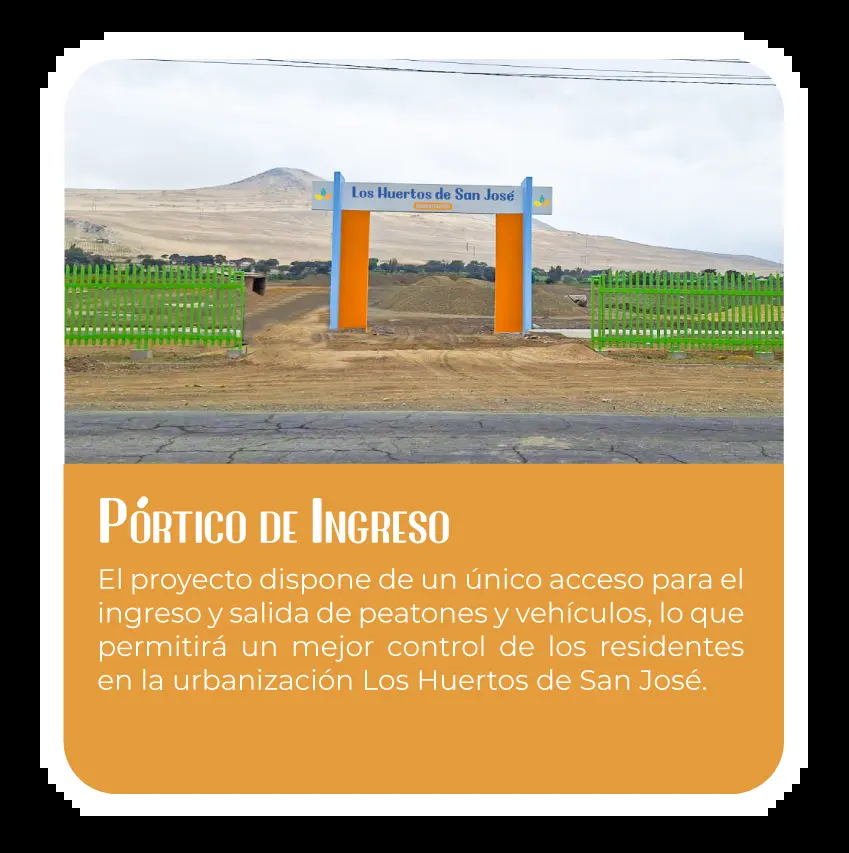 Los Huertos de San José
Pórtico de Ingreso
El proyecto dispone de un único acceso para el
ingreso y salida de peatones y vehículos, lo que
permitirá un mejor control de los residentes
en la urbanización Los Huertos de San José.